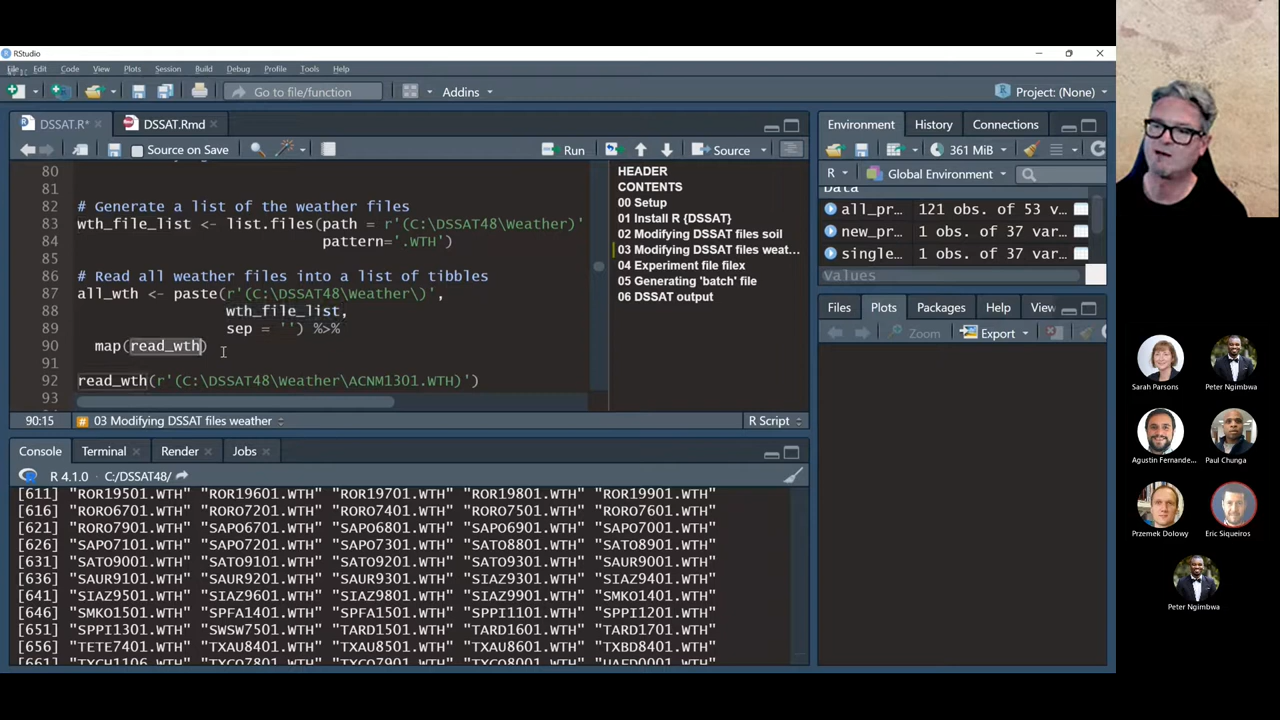 RStudio
File Edit Code View Plots Session Build Debug Profile Tools Help
Go to file/function Addins Project: (None)
DSSAT.R* DSSAT.Rmd
Source on Save Run Source
80
81
82 # Generate a list of the weather files
83 wth_file_list <- list.files(path = r'(C:\DSSAT48\Weather)'
84 pattern='.WTH')
85
86 # Read all weather files into a list of tibbles
87 all_wth <- paste(r'(C:\DSSAT48\Weather\)',
88 wth_file_list,
89 sep = '') %>%
90 map(read_wth)
91
92 read_wth(r'(C:\DSSAT48\Weather\ACNM1301.WTH)')
93
HEADER
CONTENTS
00 Setup
01 Install R {DSSAT}
02 Modifying DSSAT files soil
03 Modifying DSSAT files weat...
04 Experiment file filex
05 Generating 'batch' file
06 DSSAT output
90:15 03 Modifying DSSAT files weather R Script
Console Terminal Render Jobs
R 4.1.0 · C:/DSSAT48/
[611] "ROR19501.WTH" "ROR19601.WTH" "ROR19701.WTH" "ROR19801.WTH" "ROR19901.WTH"
[616] "RORO6701.WTH" "RORO7201.WTH" "RORO7401.WTH" "RORO7501.WTH" "RORO7601.WTH"
[621] "RORO7901.WTH" "SAPO6701.WTH" "SAPO6801.WTH" "SAPO6901.WTH" "SAPO7001.WTH"
[626] "SAPO7101.WTH" "SAPO7201.WTH" "SAPO7301.WTH" "SATO8801.WTH" "SATO8901.WTH"
[631] "SATO9001.WTH" "SATO9101.WTH" "SATO9201.WTH" "SATO9301.WTH" "SAUR9001.WTH"
[636] "SAUR9101.WTH" "SAUR9201.WTH" "SAUR9301.WTH" "SIAZ9301.WTH" "SIAZ9401.WTH"
[641] "SIAZ9501.WTH" "SIAZ9601.WTH" "SIAZ9801.WTH" "SIAZ9901.WTH" "SMKO1401.WTH"
[646] "SMKO1501.WTH" "SPFA1401.WTH" "SPFA1501.WTH" "SPPI1101.WTH" "SPPI1201.WTH"
[651] "SPPI1301.WTH" "SWSW7501.WTH" "TARD1501.WTH" "TARD1601.WTH" "TARD1701.WTH"
[656] "TETE7401.WTH" "TXAU8401.WTH" "TXAU8501.WTH" "TXAU8601.WTH" "TXBD8401.WTH"
[661] "TXCH1106.WTH" "TXCO7801.WTH" "TXCO7901.WTH" "TXCO8001.WTH" "UAFD0001.WTH"
Environment History Connections
361 MiB
R Global Environment
Data
all_pr... 121 obs. of 53 v...
new_pr... 1 obs. of 37 var...
single... 1 obs. of 37 var...
Values
Files Plots Packages Help View
Zoom Export
Sarah Parsons Peter Ngimbwa
Agustin Fernande... Paul Chunga
Przemek Dolowy Eric Siqueiros
Peter Ngimbwa